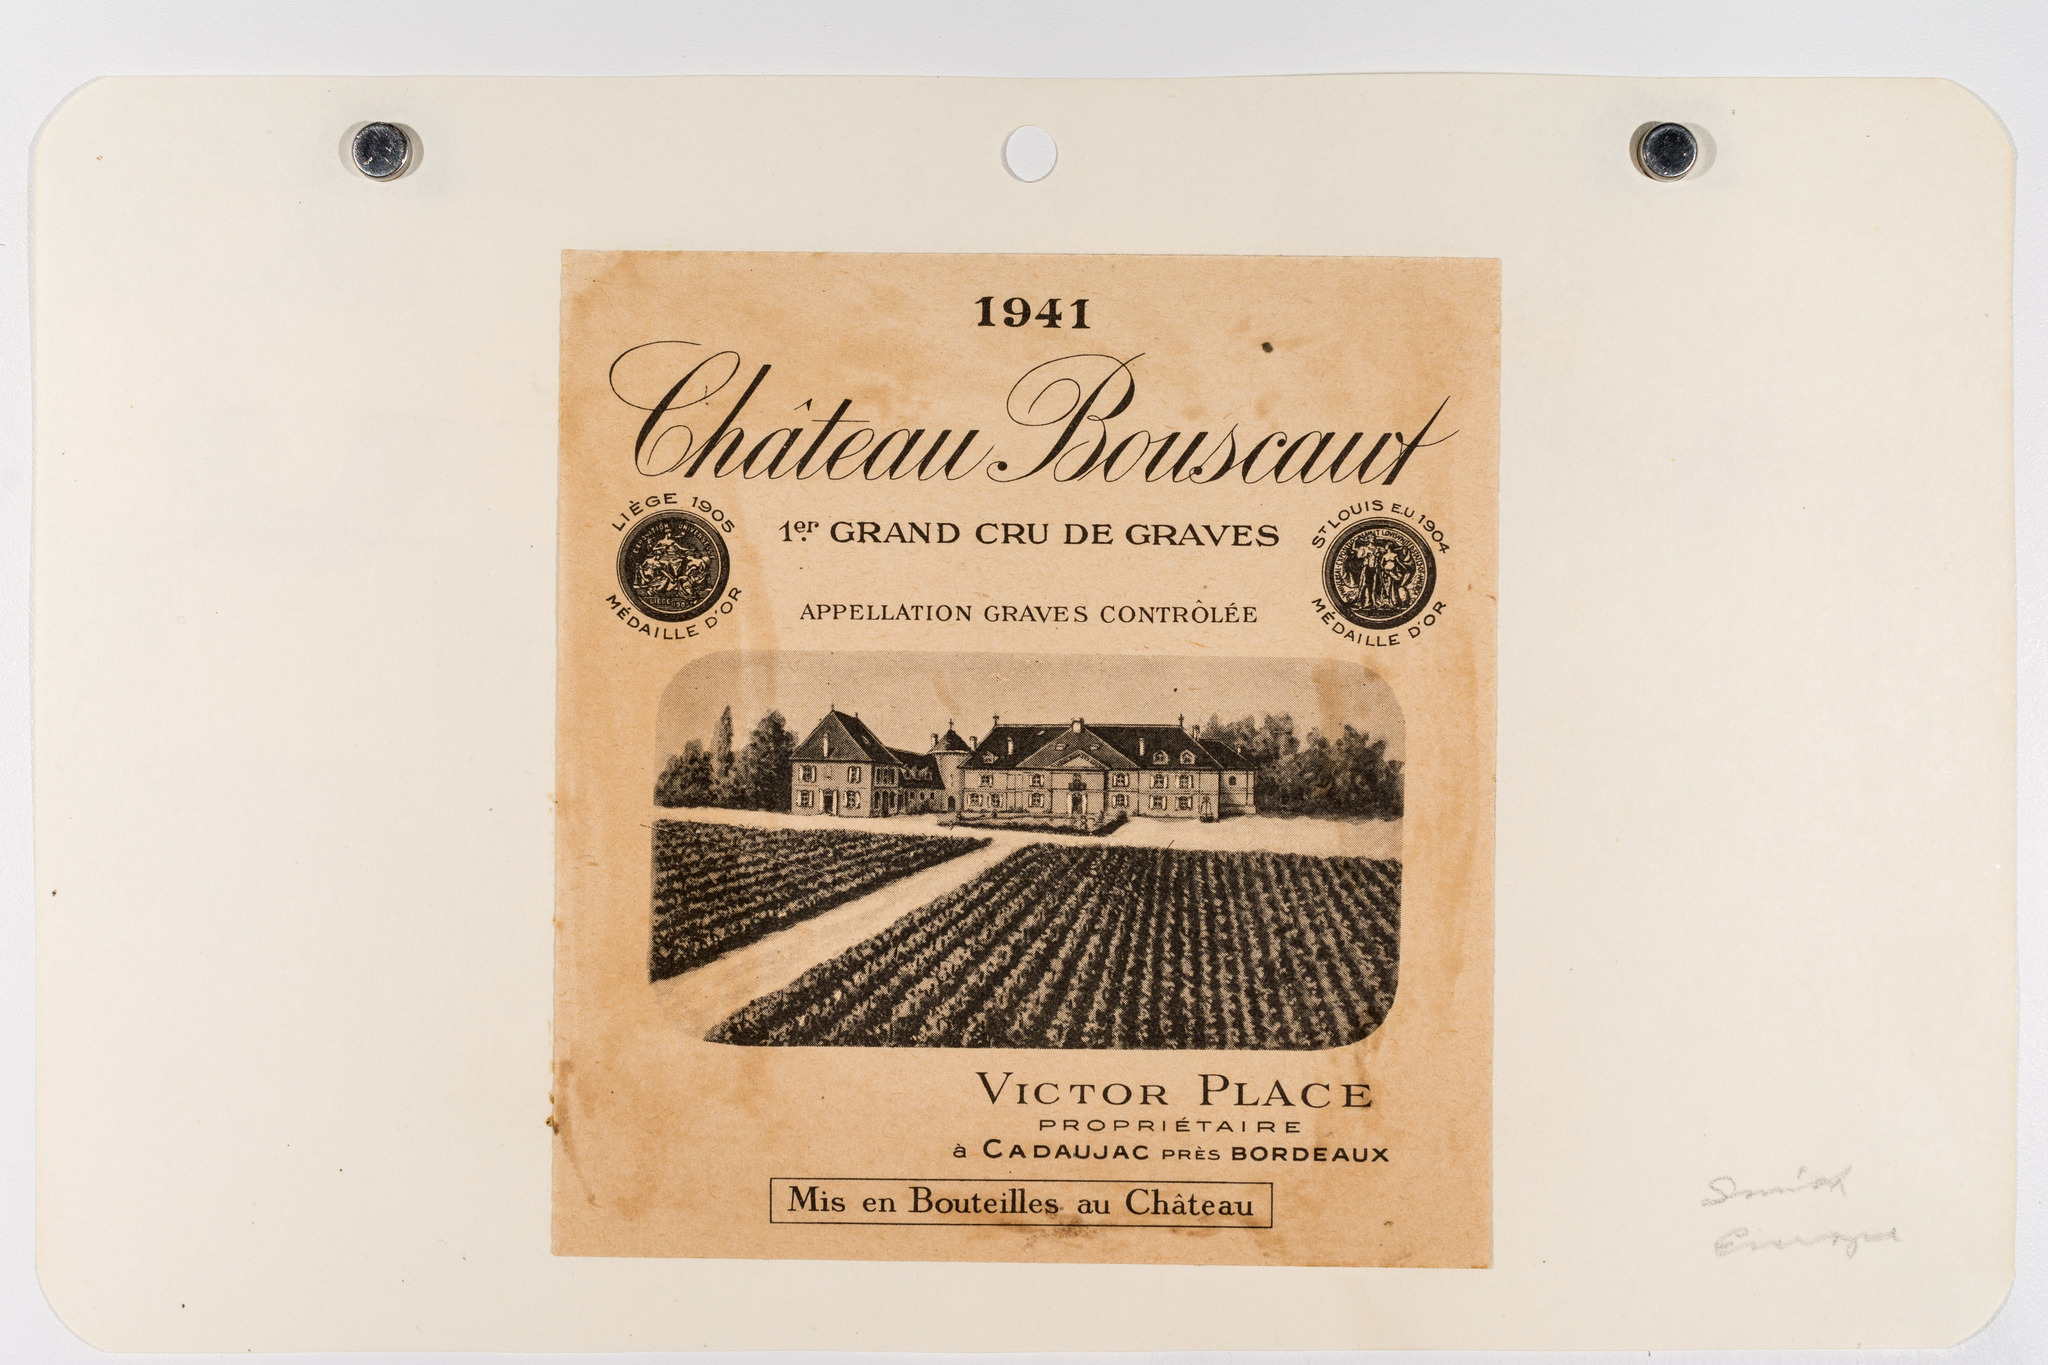 1941
Château Bouscaut
LIÈGE 1905
MÉDAILLE D'OR
1er GRAND CRU DE GRAVES
ST LOUIS E.U 1904
MÉDAILLE D'OR
APPELLATION GRAVES CONTRÔLÉE
VICTOR PLACE
PROPRIÉTAIRE
à CADAUJAC PRÈS BORDEAUX
Mis en Bouteilles au Château